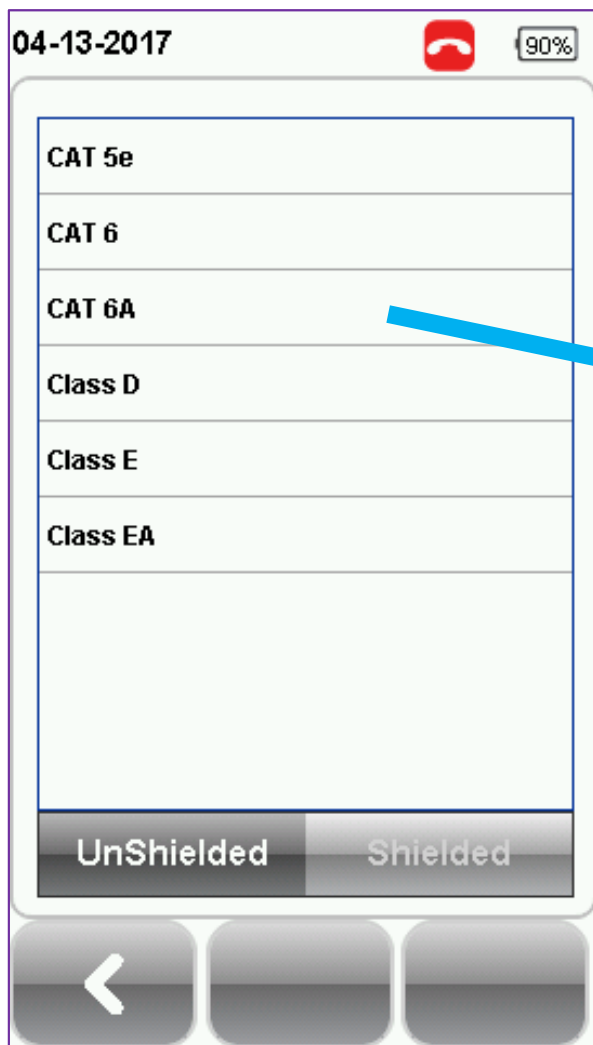 04-13-2017 90%
CAT 5e
CAT 6
CAT 6A
Class D
Class E
Class EA
UnShielded Shielded